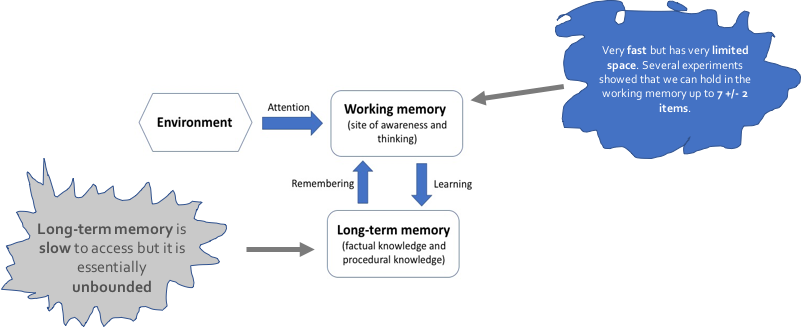 Very fast but has very limited
space. Several experiments
showed that we can hold in the
working memory up to 7 +/- 2
items.
Attention
Working memory
(site of awareness and
thinking)
Environment
Remembering
Learning
Long-term memory is
slow to access but it is
essentially
unbounded
Long-term memory
(factual knowledge and
procedural knowledge)